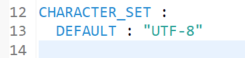 12 CHARACTER_SET :
13   DEFAULT : "UTF-8"
14